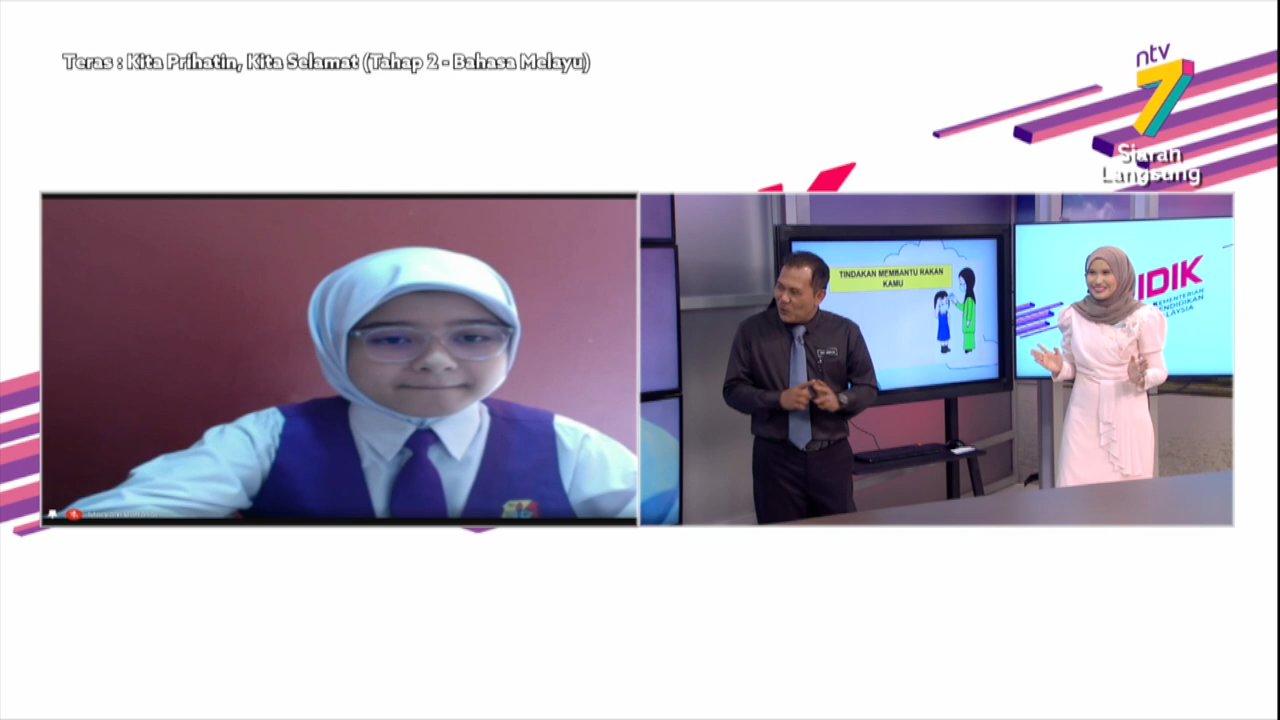 Teras : Kita Prihatin, Kita Selamat (Tahap 2 - Bahasa Melayu)
ntv
7
Siaran
Langsung
TINDAKAN MEMBANTU RAKAN
KAMU
IDIK
KEMENTERIAN
PENDIDIKAN
MALAYSIA